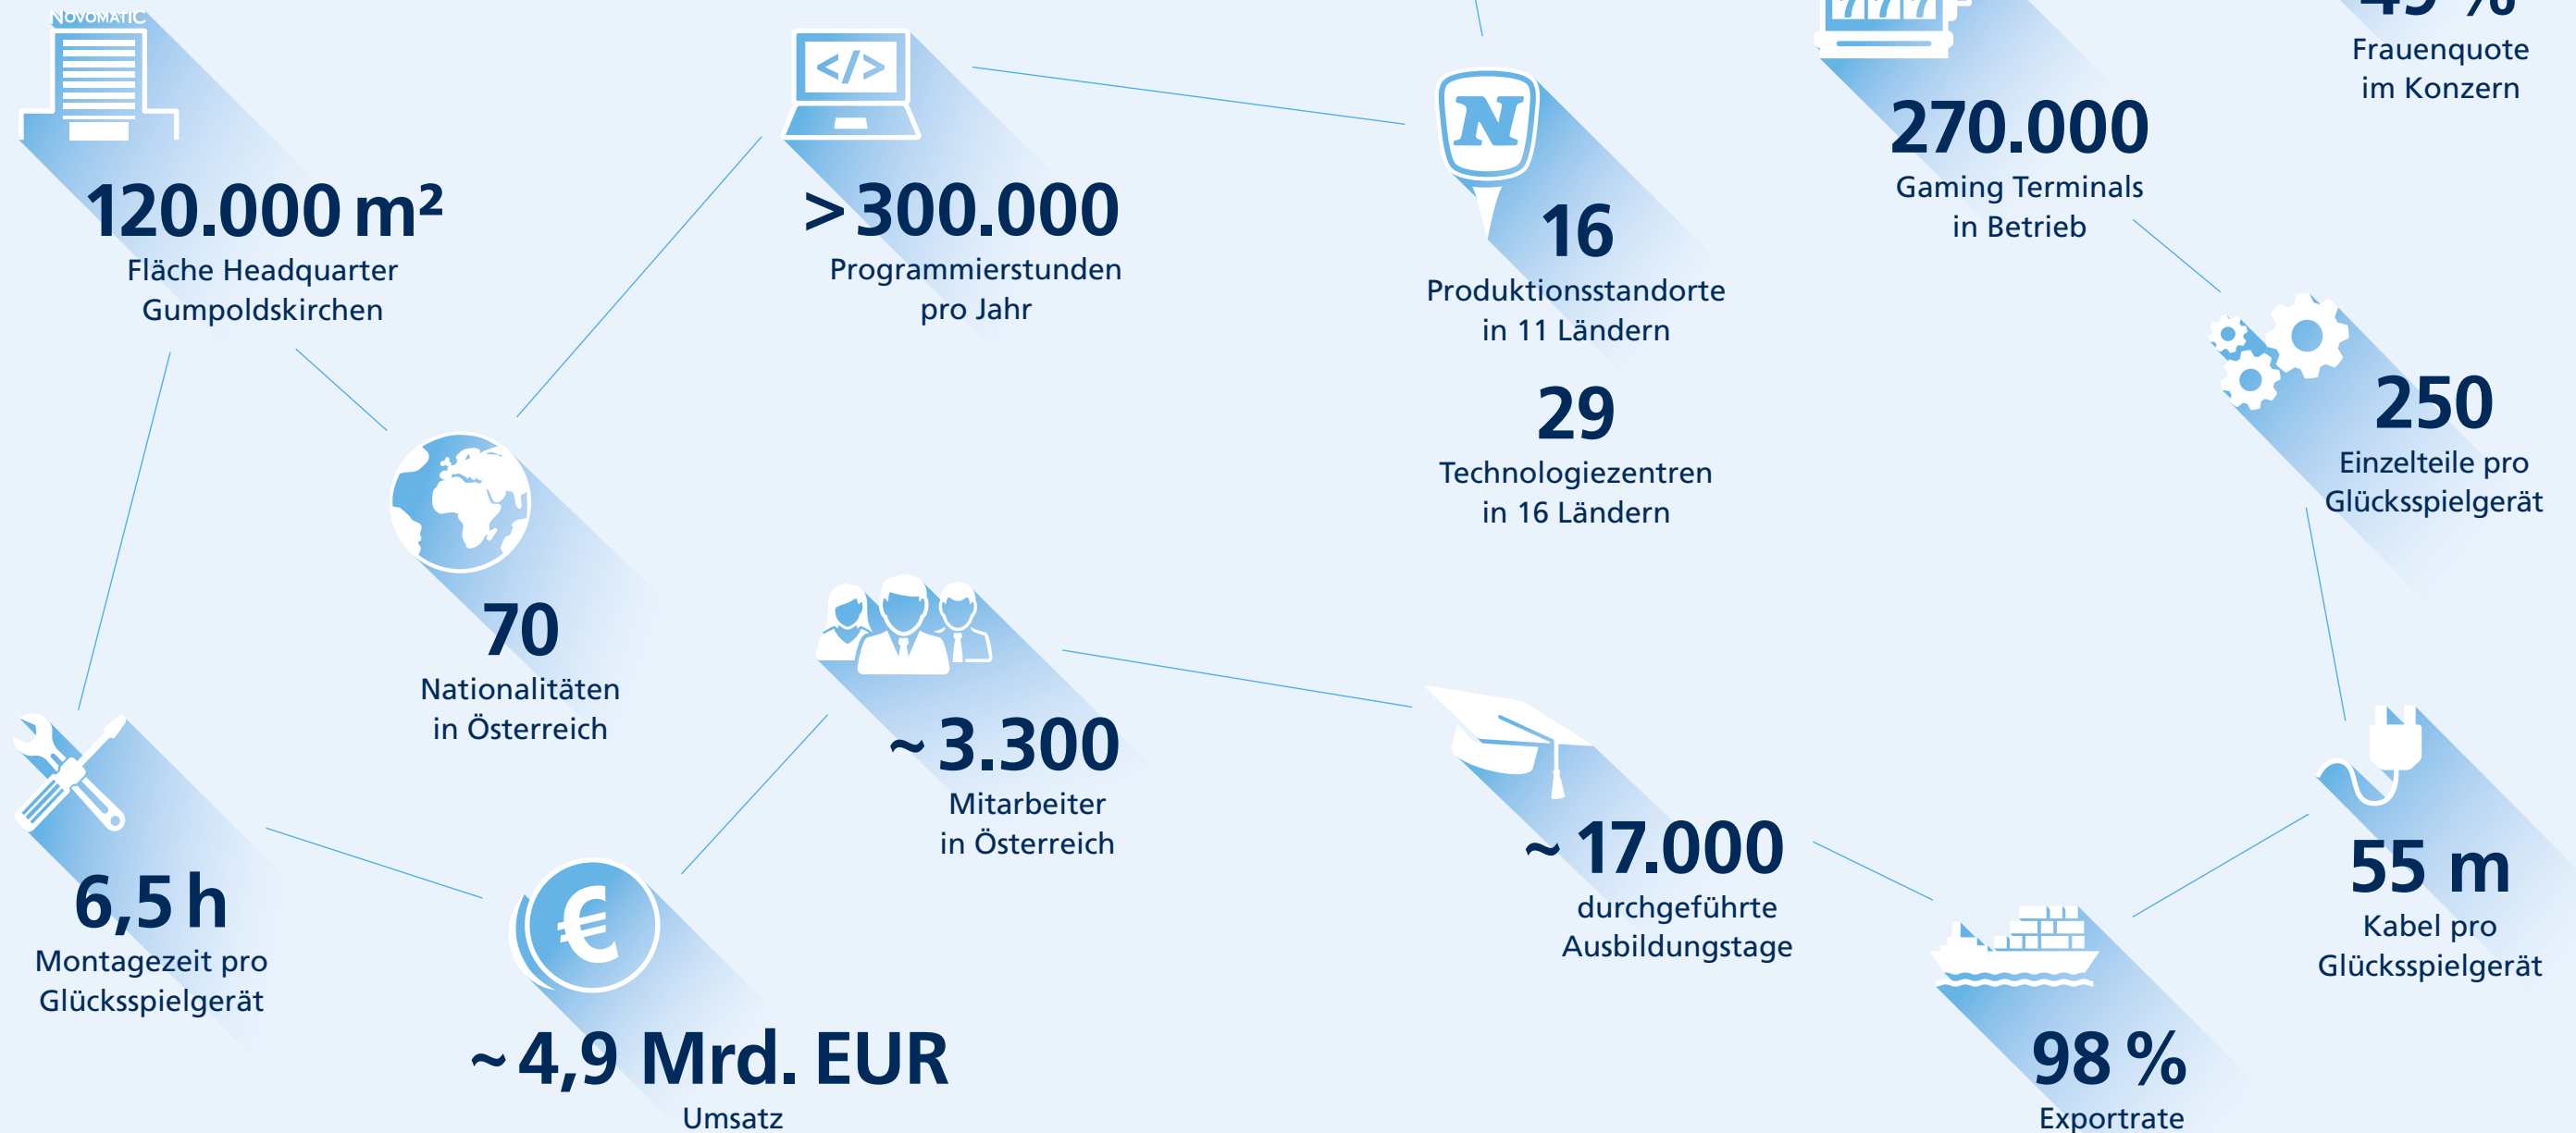 NOVOMATIC
120.000 m²
Fläche Headquarter
Gumpoldskirchen
</>
>300.000
Programmierstunden
pro Jahr
N
16
Produktionsstandorte
in 11 Ländern
29
Technologiezentren
in 16 Ländern
777
270.000
Gaming Terminals
in Betrieb
49 %
Frauenquote
im Konzern
250
Einzelteile pro
Glücksspielgerät
70
Nationalitäten
in Österreich
~ 3.300
Mitarbeiter
in Österreich
~ 17.000
durchgeführte
Ausbildungstage
55 m
Kabel pro
Glücksspielgerät
6,5 h
Montagezeit pro
Glücksspielgerät
€
~ 4,9 Mrd. EUR
Umsatz
98 %
Exportrate